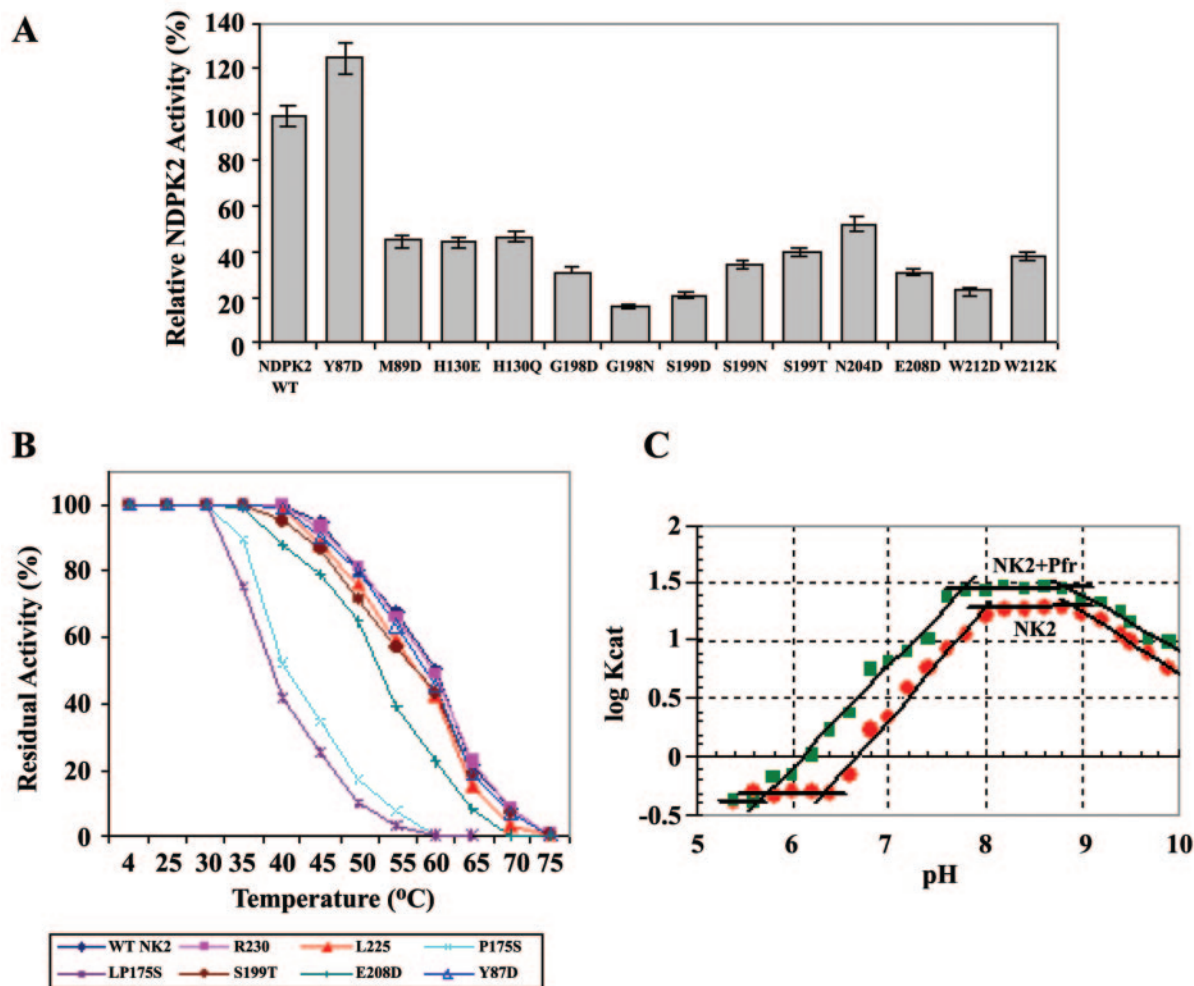 A
Relative NDPK2 Activity (%)
140
120
100
80
60
40
20
0
NDPK2 WT
Y87D
M89D
H130E
H130Q
G198D
G198N
S199D
S199N
S199T
N204D
E208D
W212D
W212K
B
Residual Activity (%)
100
80
60
40
20
0
4 25 30 35 40 45 50 55 60 65 70 75
Temperature (ºC)
WT NK2 R230 L225 P175S
LP175S S199T E208D Y87D
C
log Kcat
2
1.5
1
0.5
0
-0.5
NK2+Pfr
NK2
5 6 7 8 9 10
pH